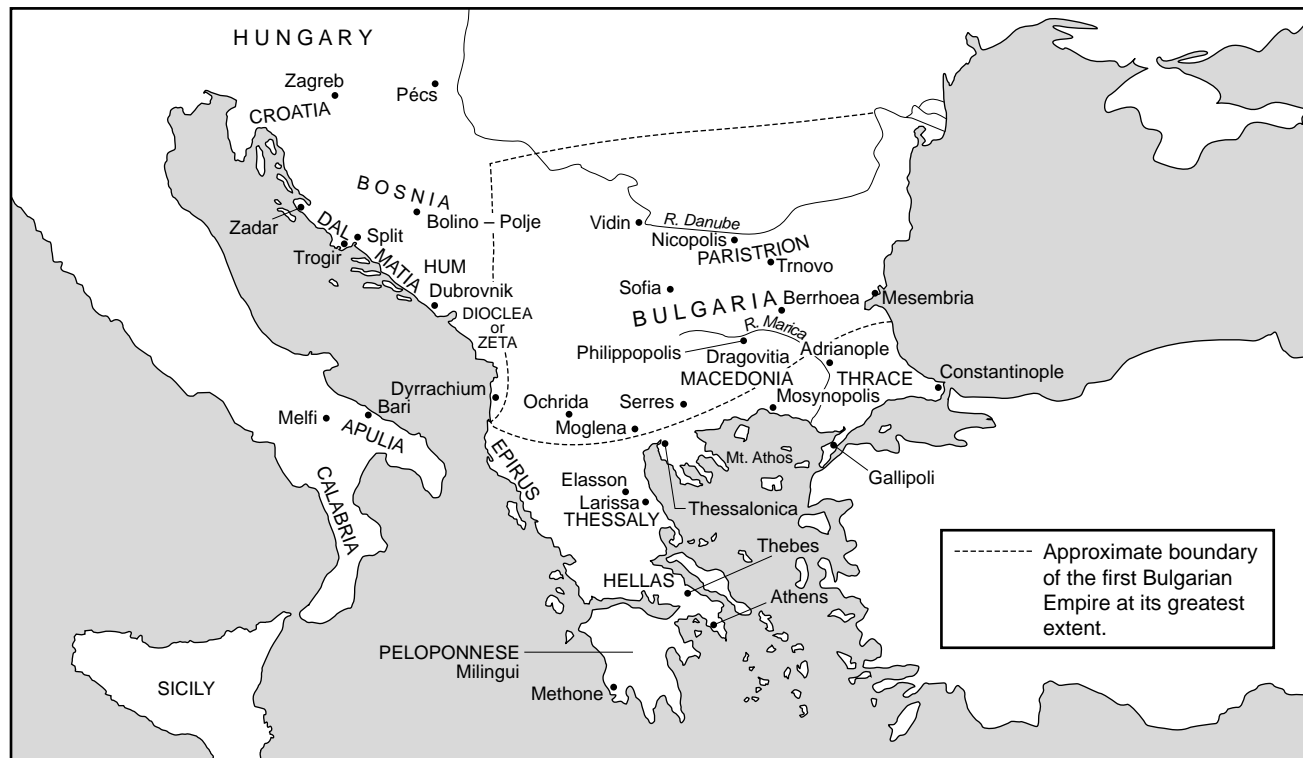 HUNGARY
Zagreb
CROATIA
Pécs
BOSNIA
Bolino – Polje
Zadar
DAL
MATIA
Split
Trogir
HUM
Dubrovnik
DIOCLEA
or
ZETA
Vidin
R. Danube
Nicopolis
PARISTRION
Trnovo
Sofia
BULGARIA
Berrhoea
Mesembria
R. Marica
Philippopolis
Dragovitia
Adrianople
MACEDONIA
THRACE
Constantinople
Dyrrachium
Ochrida
Serres
Mosynopolis
Moglena
Melfi
Bari
APULIA
CALABRIA
EPIRUS
Mt. Athos
Gallipoli
Elasson
Larissa
THESSALY
Thessalonica
Thebes
HELLAS
Athens
PELOPONNESE
Milingui
Methone
SICILY
Approximate boundary
of the first Bulgarian
Empire at its greatest
extent.